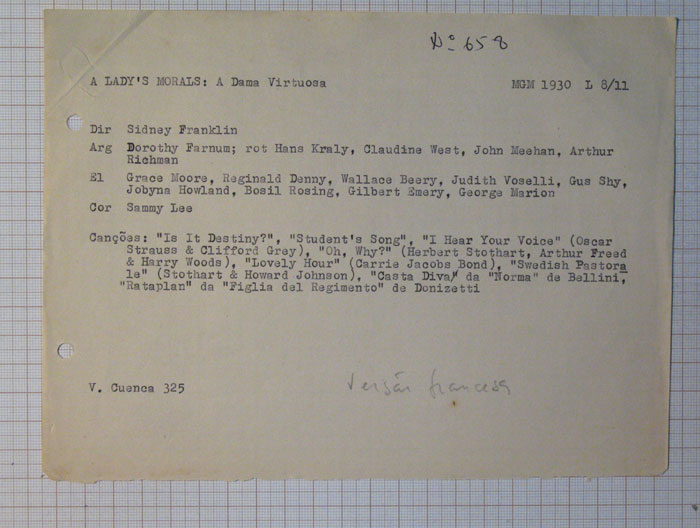 Nº 658
A LADY'S MORALS: A Dama Virtuosa MGM 1930 L 8/11
Dir Sidney Franklin
Arg Dorothy Farnum; rot Hans Kraly, Claudine West, John Meehan, Arthur
Richman
El Grace Moore, Reginald Denny, Wallace Beery, Judith Voselli, Gus Shy,
Jobyna Howland, Bosil Rosing, Gilbert Emery, George Marion
Cor Sammy Lee
Canções: "Is It Destiny?", "Student's Song", "I Hear Your Voice" (Oscar
Strauss & Clifford Grey), "Oh, Why?" (Herbert Stothart, Arthur Freed
& Harry Woods), "Lovely Hour" (Carrie Jacobs Bond), "Swedish Pastora
le" (Stothart & Howard Johnson), "Casta Diva" da "Norma" de Bellini,
"Rataplan" da "Figlia del Regimento" de Donizetti
V. Cuenca 325 Versão francesa